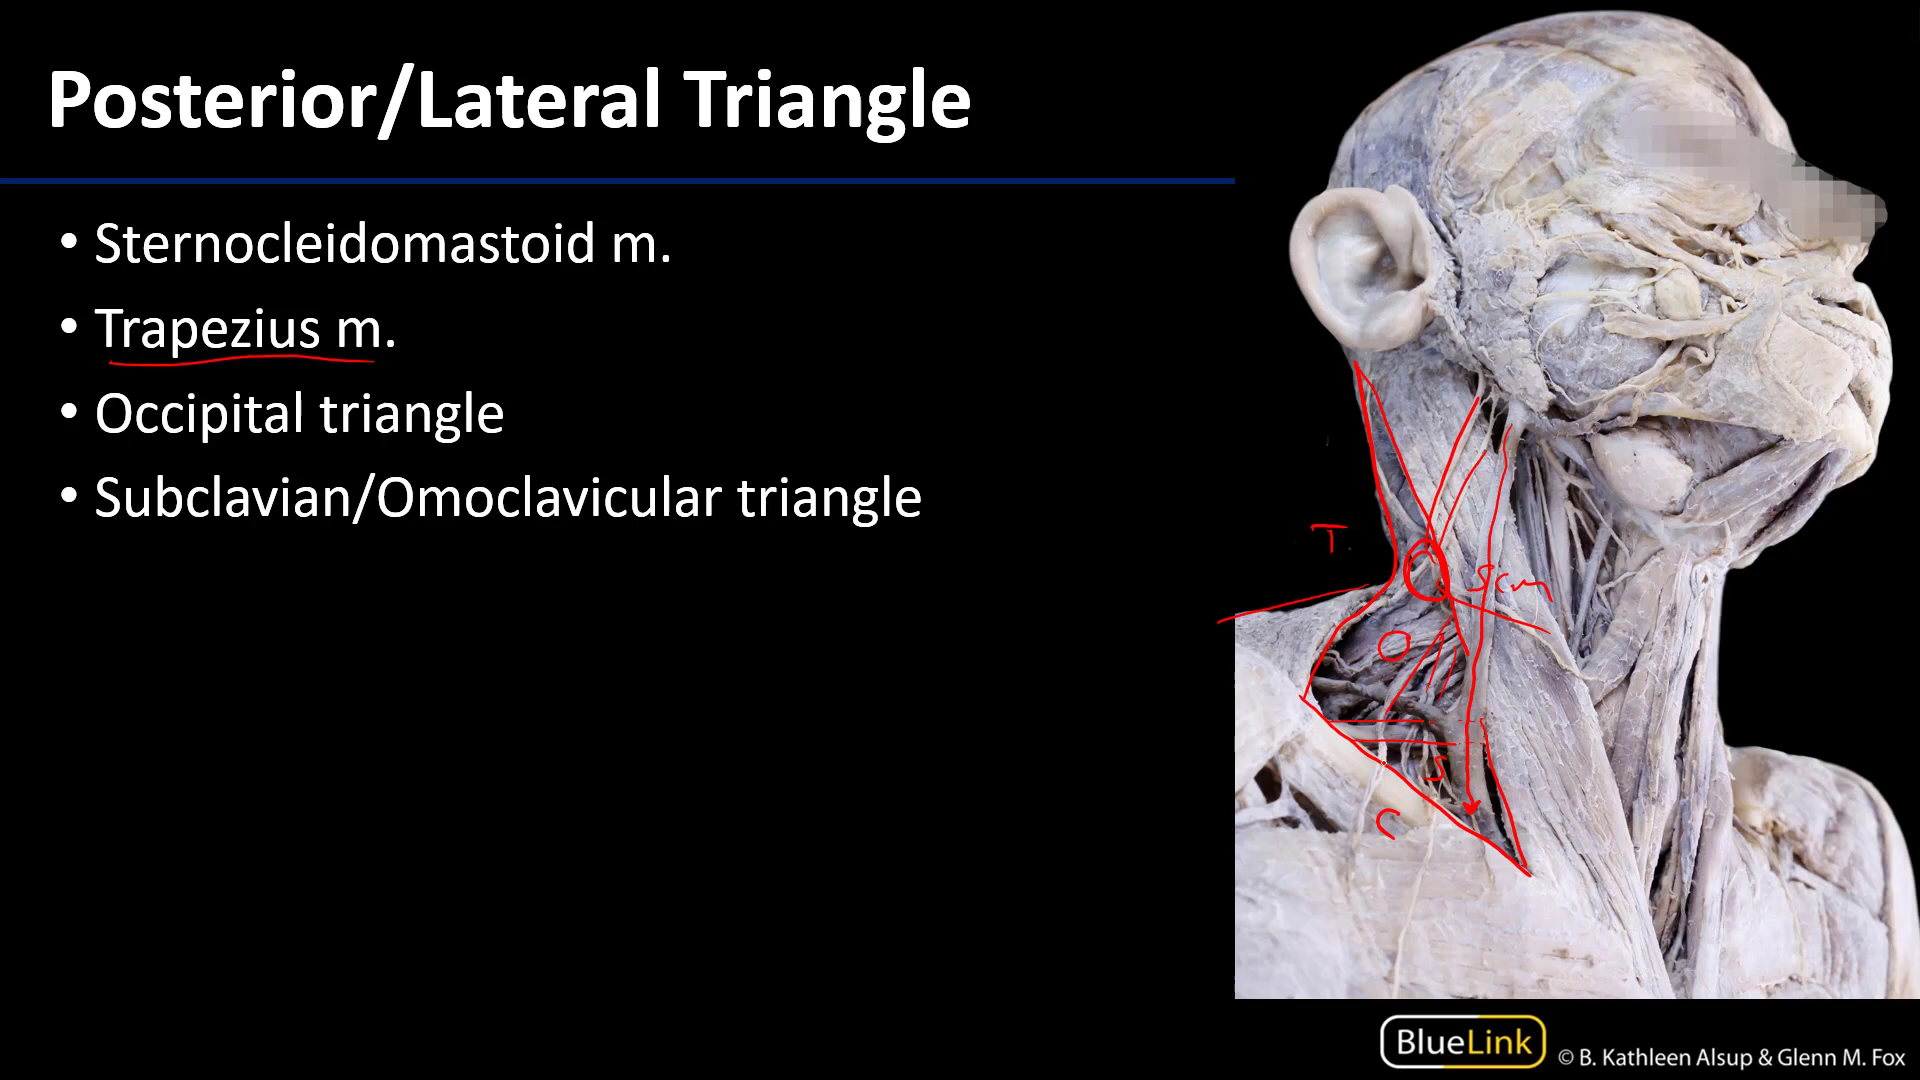 Posterior/Lateral Triangle
• Sternocleidomastoid m.
• Trapezius m.
• Occipital triangle
• Subclavian/Omoclavicular triangle
T
SCM
O
S
C
BlueLink
© B. Kathleen Alsup & Glenn M. Fox